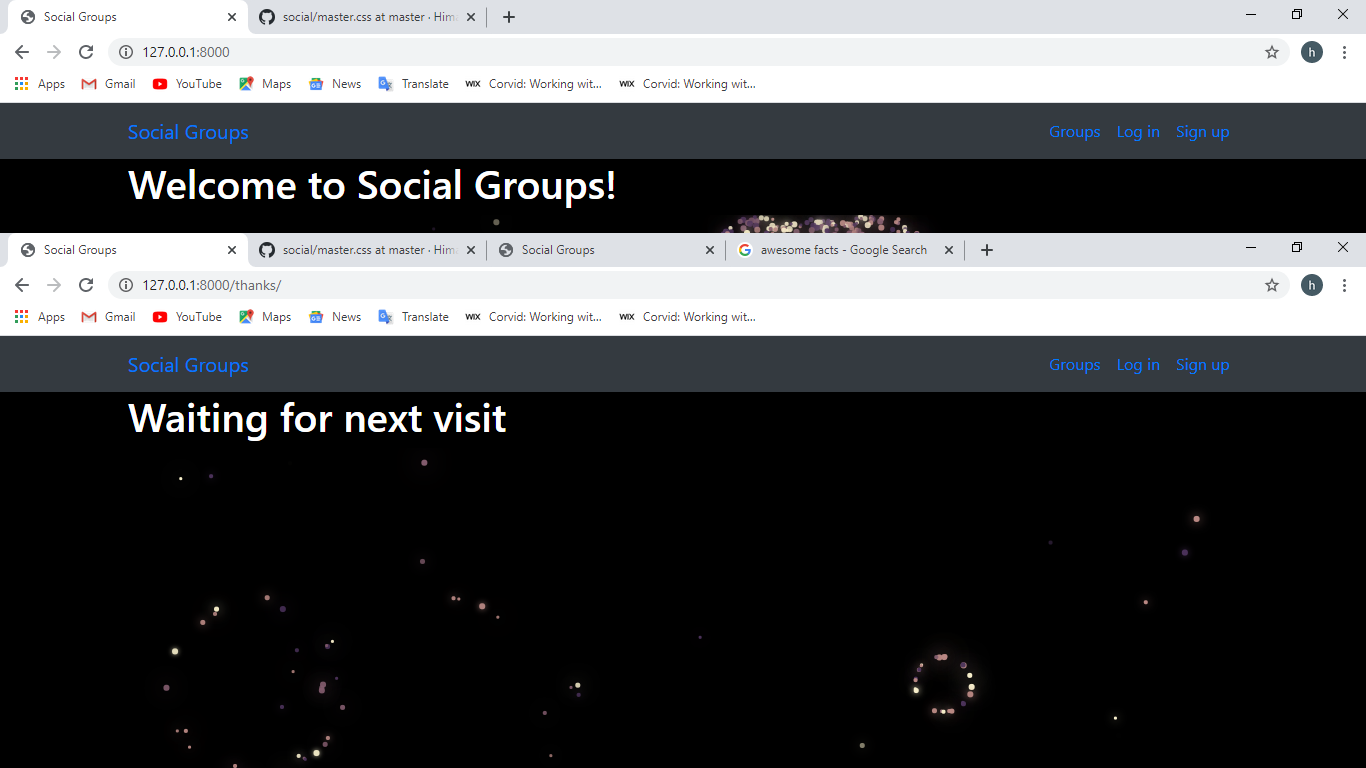 Social Groups social/master.css at master · Him
127.0.0.1:8000 h
Apps Gmail YouTube Maps News Translate WIX Corvid: Working wit... WIX Corvid: Working wit...
Social Groups Groups Log in Sign up
Welcome to Social Groups!
Social Groups social/master.css at master · Him Social Groups awesome facts - Google Search
127.0.0.1:8000/thanks/ h
Apps Gmail YouTube Maps News Translate WIX Corvid: Working wit... WIX Corvid: Working wit...
Social Groups Groups Log in Sign up
Waiting for next visit